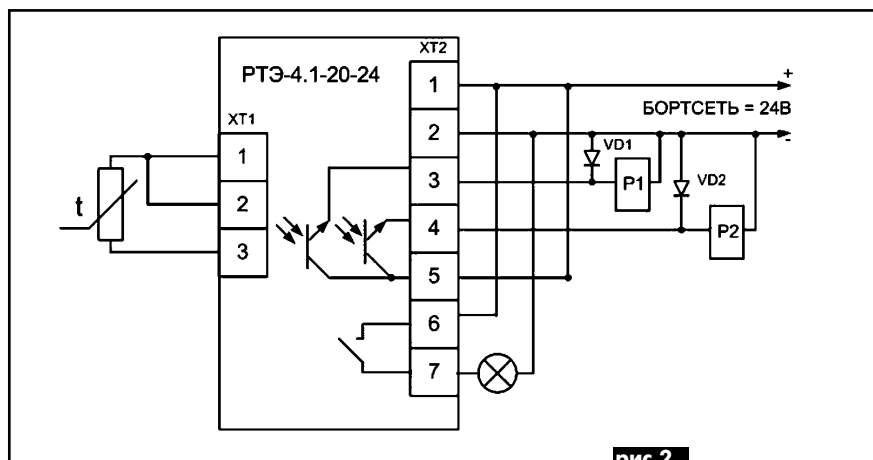 РТЭ-4.1-20-24
XT1
1
2
3
t
XT2
1
2
3
4
5
6
7
+
БОРТСЕТЬ = 24В
-
VD1
P1
VD2
P2
рис 2